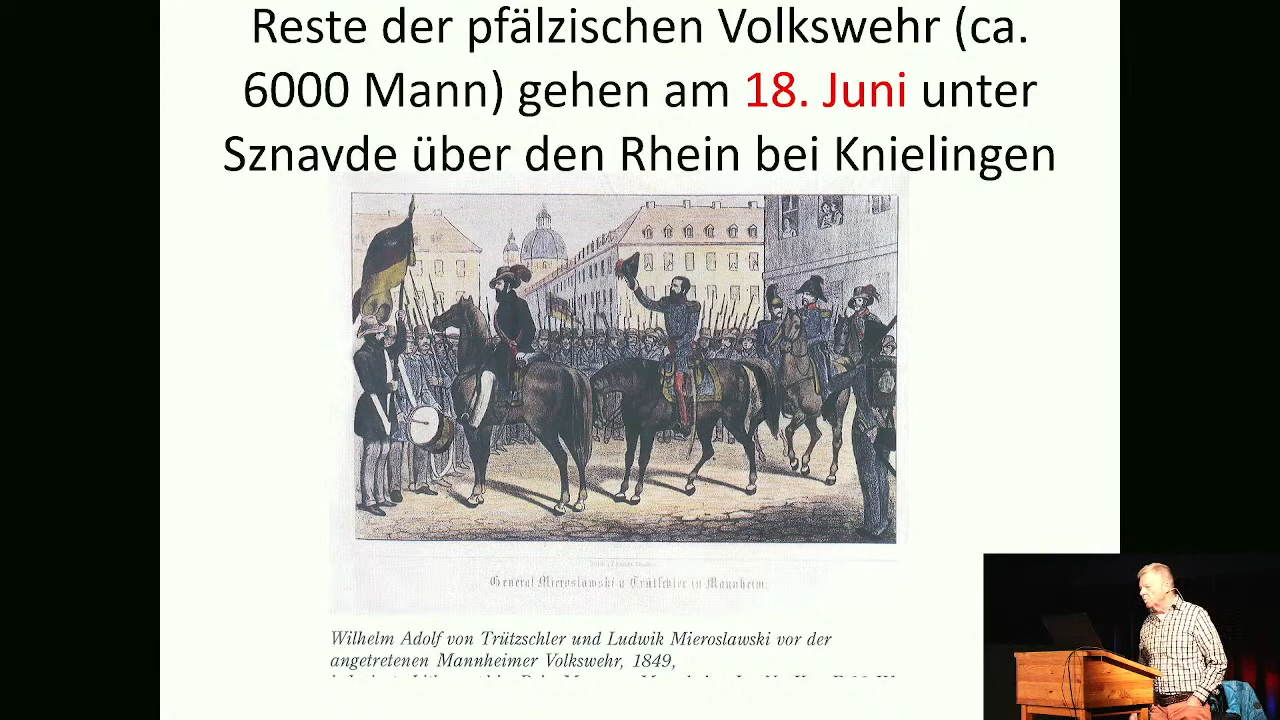 Reste der pfälzischen Volkswehr (ca.
6000 Mann) gehen am 18. Juni unter
Sznavde über den Rhein bei Knielingen
General Mieroslawski u Trütschler in Mannheim.
Wilhelm Adolf von Trützschler und Ludwik Mieroslawski vor der
angetretenen Mannheimer Volkswehr, 1849,